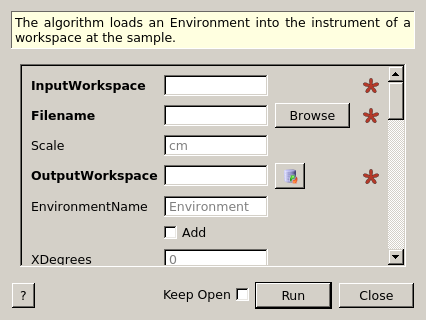 The algorithm loads an Environment into the instrument of a
workspace at the sample.
InputWorkspace
Filename
Browse
Scale
cm
OutputWorkspace
EnvironmentName
Environment
Add
XDegrees
0
?
Keep Open
Run
Close